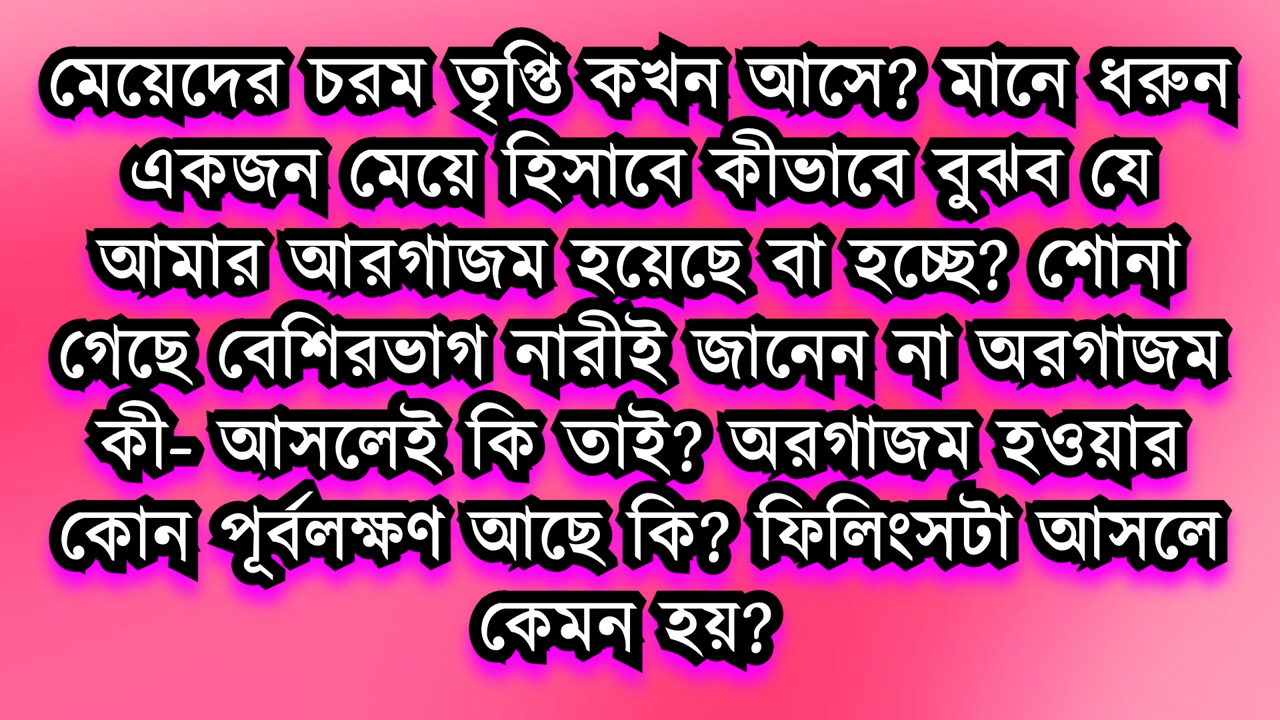 মেয়েদের চরম তৃপ্তি কখন আসে? মানে ধরুন
একজন মেয়ে হিসাবে কীভাবে বুঝব যে
আমার আরগাজম হয়েছে বা হচ্ছে? শোনা
গেছে বেশিরভাগ নারীই জানেন না অরগাজম
কী- আসলেই কি তাই? অরগাজম হওয়ার
কোন পূর্বলক্ষণ আছে কি? ফিলিংসটা আসলে
কেমন হয়?